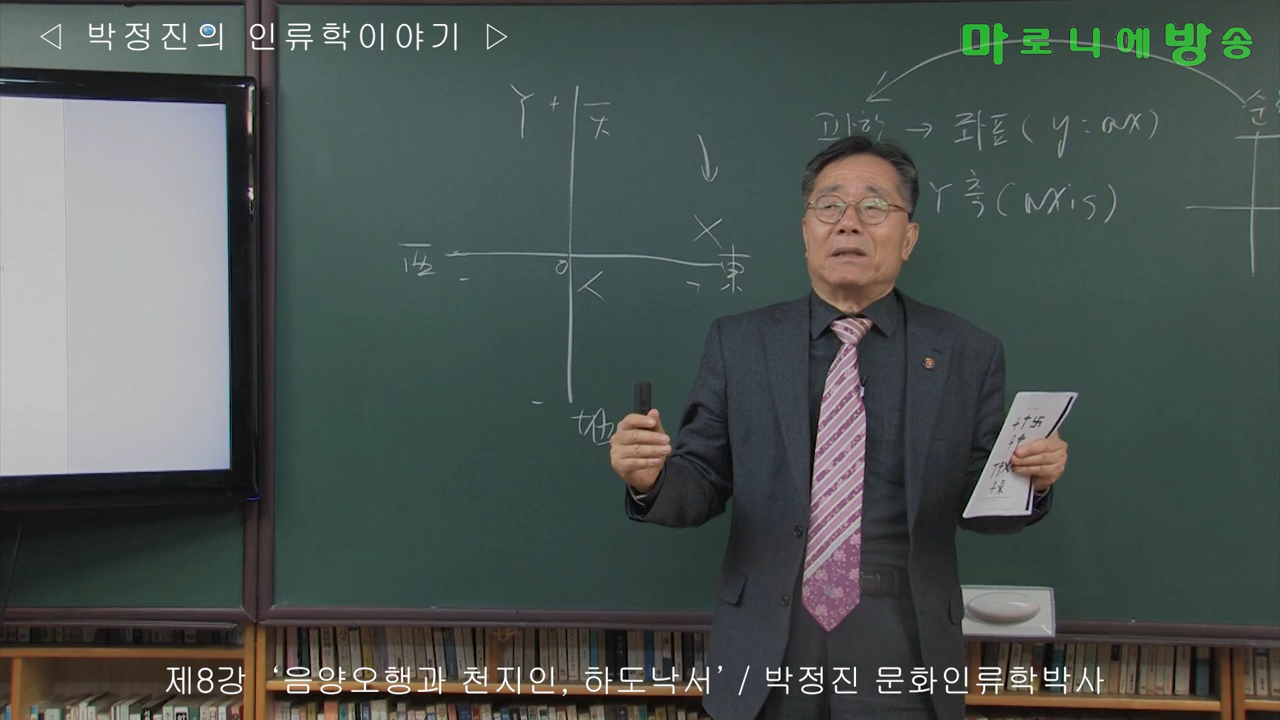 ◁ 박정진의 인류학이야기 ▷
마로니에방송
Y +
天
과학 → 좌표( y = ax )
순
Y축(axis)
X
西
東
0
-
-
-
地
제8강 ‘음양오행과 천지인, 하도낙서’ / 박정진 문화인류학박사